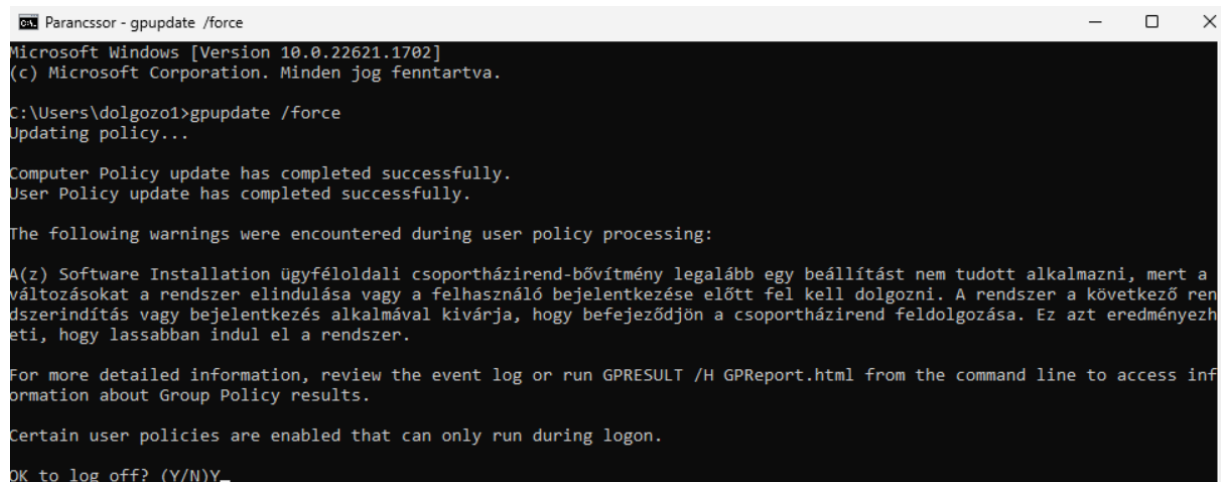 Parancssor - gpupdate /force
Microsoft Windows [Version 10.0.22621.1702]
(c) Microsoft Corporation. Minden jog fenntartva.
C:\Users\dolgozo1>gpupdate /force
Updating policy...
Computer Policy update has completed successfully.
User Policy update has completed successfully.
The following warnings were encountered during user policy processing:
A(z) Software Installation ügyféloldali csoportházirend-bővítmény legalább egy beállítást nem tudott alkalmazni, mert a
változásokat a rendszer elindulása vagy a felhasználó bejelentkezése előtt fel kell dolgozni. A rendszer a következő ren
dszerindítás vagy bejelentkezés alkalmával kivárja, hogy befejeződjön a csoportházirend feldolgozása. Ez azt eredményezh
eti, hogy lassabban indul el a rendszer.
For more detailed information, review the event log or run GPRESULT /H GPReport.html from the command line to access inf
ormation about Group Policy results.
Certain user policies are enabled that can only run during logon.
OK to log off? (Y/N)Y_